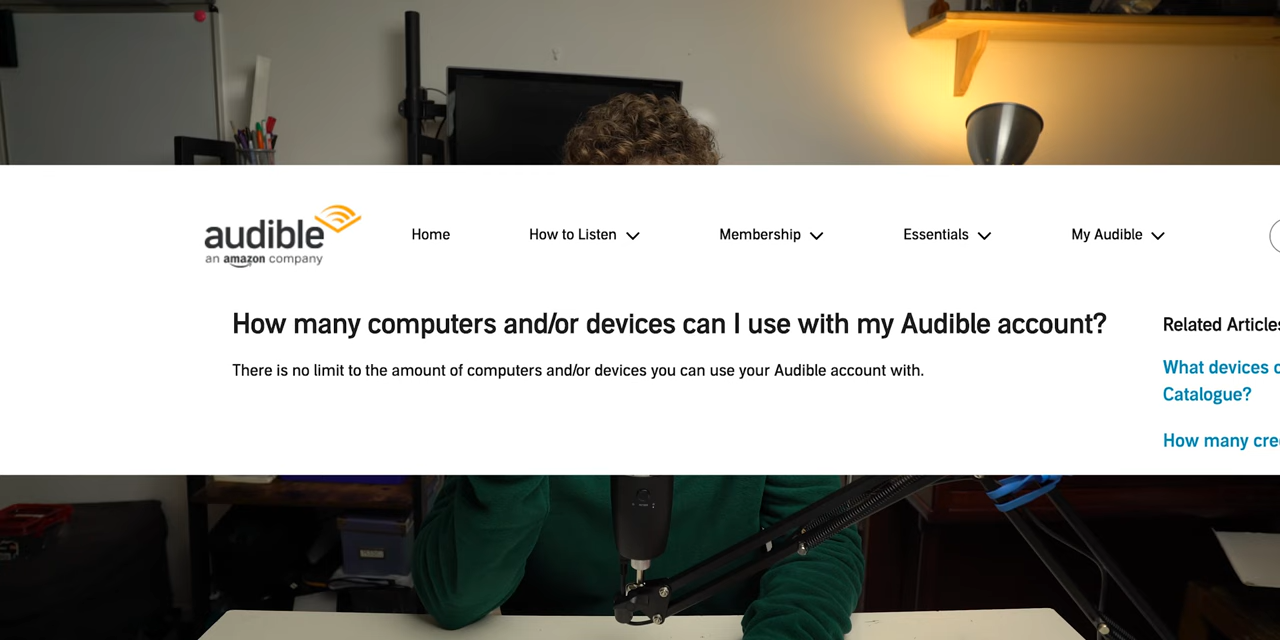 audible
an amazon company
Home
How to Listen
Membership
Essentials
My Audible
How many computers and/or devices can I use with my Audible account?
There is no limit to the amount of computers and/or devices you can use your Audible account with.
Related Articles
What devices
Catalogue?
How many